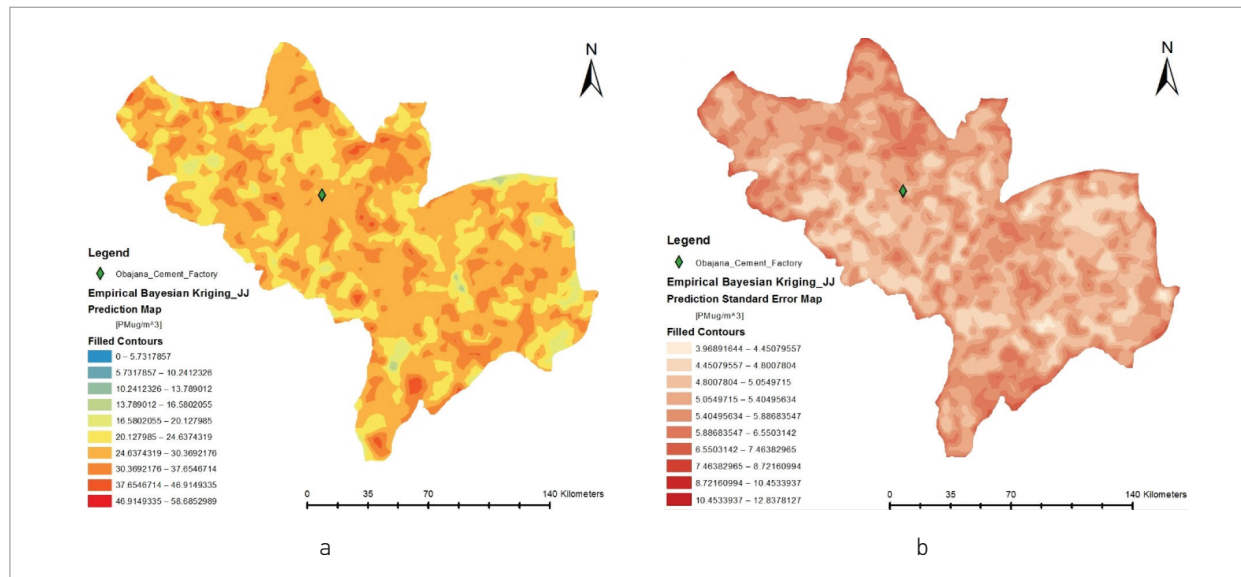 N
Legend
Obajana_Cement_Factory
Empirical Bayesian Kriging_JJ
Prediction Map
[PMug/m^3]
Filled Contours
0 – 5.7317857
5.7317857 – 10.2412326
10.2412326 – 13.789012
13.789012 – 16.5802055
16.5802055 – 20.127985
20.127985 – 24.6374319
24.6374319 – 30.3692176
30.3692176 – 37.6546714
37.6546714 – 46.9149335
46.9149335 – 58.6852989
0 35 70 140 Kilometers
a
N
Legend
Obajana_Cement_Factory
Empirical Bayesian Kriging_JJ
Prediction Standard Error Map
[PMug/m^3]
Filled Contours
3.96891644 – 4.45079557
4.45079557 – 4.8007804
4.8007804 – 5.0549715
5.0549715 – 5.40495634
5.40495634 – 5.88683547
5.88683547 – 6.5503142
6.5503142 – 7.46382965
7.46382965 – 8.72160994
8.72160994 – 10.4533937
10.4533937 – 12.8378127
0 35 70 140 Kilometers
b